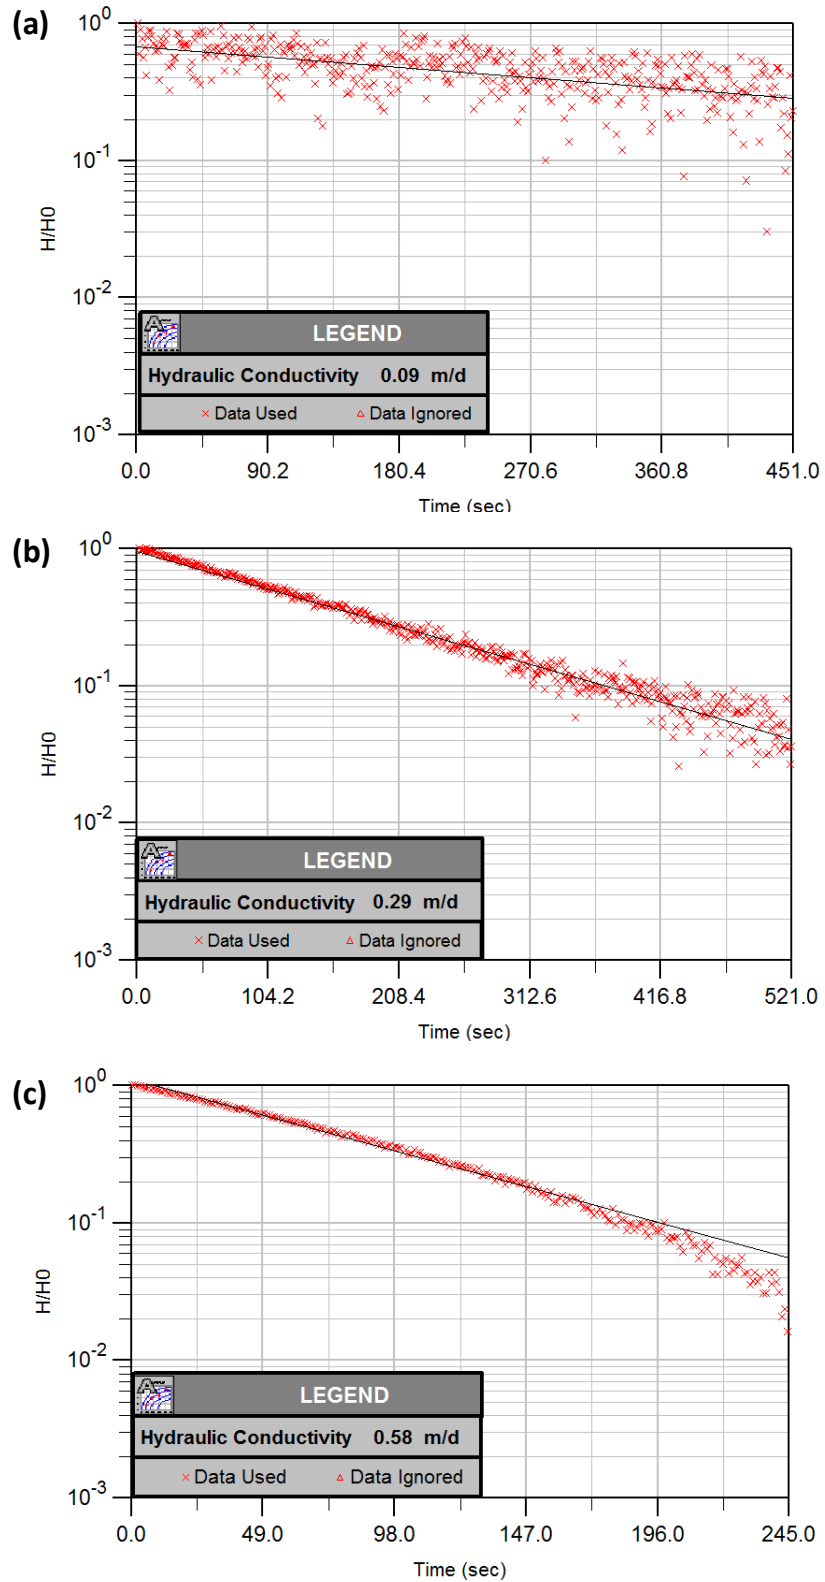 (a)
10^0
10^-1
10^-2
10^-3
H/H0
LEGEND
Hydraulic Conductivity 0.09 m/d
× Data Used △ Data Ignored
0.0 90.2 180.4 270.6 360.8 451.0
Time (sec)
(b)
10^0
10^-1
10^-2
10^-3
H/H0
LEGEND
Hydraulic Conductivity 0.29 m/d
× Data Used △ Data Ignored
0.0 104.2 208.4 312.6 416.8 521.0
Time (sec)
(c)
10^0
10^-1
10^-2
10^-3
H/H0
LEGEND
Hydraulic Conductivity 0.58 m/d
× Data Used △ Data Ignored
0.0 49.0 98.0 147.0 196.0 245.0
Time (sec)